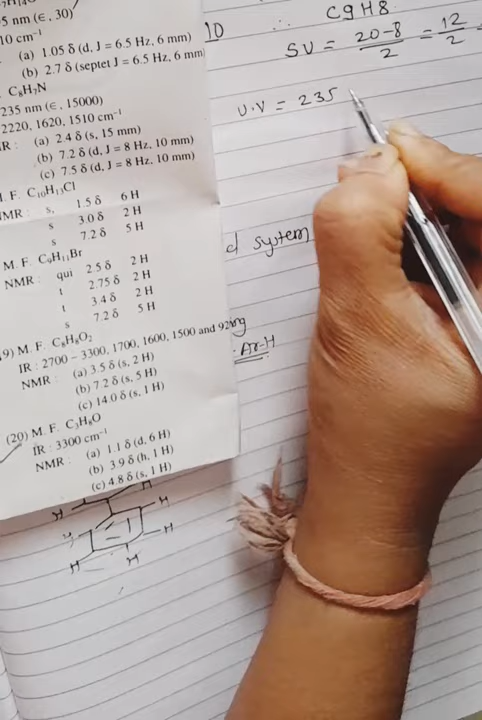 5 nm (∈, 30)
10 cm⁻¹
(a) 1.05 δ (d, J = 6.5 Hz, 6 mm)
(b) 2.7 δ (septet J = 6.5 Hz, 6 mm)
C₈H₇N
235 nm (∈, 15000)
2220, 1620, 1510 cm⁻¹
R : (a) 2.4 δ (s, 15 mm)
(b) 7.2 δ (d, J = 8 Hz, 10 mm)
(c) 7.5 δ (d, J = 8 Hz, 10 mm)
F. C₁₀H₁₃Cl
NMR : s, 1.5 δ 6 H
s 3.0 δ 2 H
s 7.2 δ 5 H
M. F. C₉H₁₁Br
NMR : qui 2.5 δ 2 H
t 2.75 δ 2 H
t 3.4 δ 2 H
s 7.2 δ 5 H
9) M. F. C₈H₈O₂
IR : 2700 – 3300, 1700, 1600, 1500 and 92
NMR : (a) 3.5 δ (s, 2 H)
(b) 7.2 δ (s, 5 H)
(c) 14.0 δ (s, 1 H)
(20) M. F. C₃H₈O
IR : 3300 cm⁻¹
NMR : (a) 1.1 δ (d, 6 H)
(b) 3.9 δ (h, 1 H)
(c) 4.8 δ (s, 1 H)
10
∴ C9H8
SV = 20-8/2 = 12/2
U.V = 235
d system
ing
Ar-H
H
H H
H H
H H